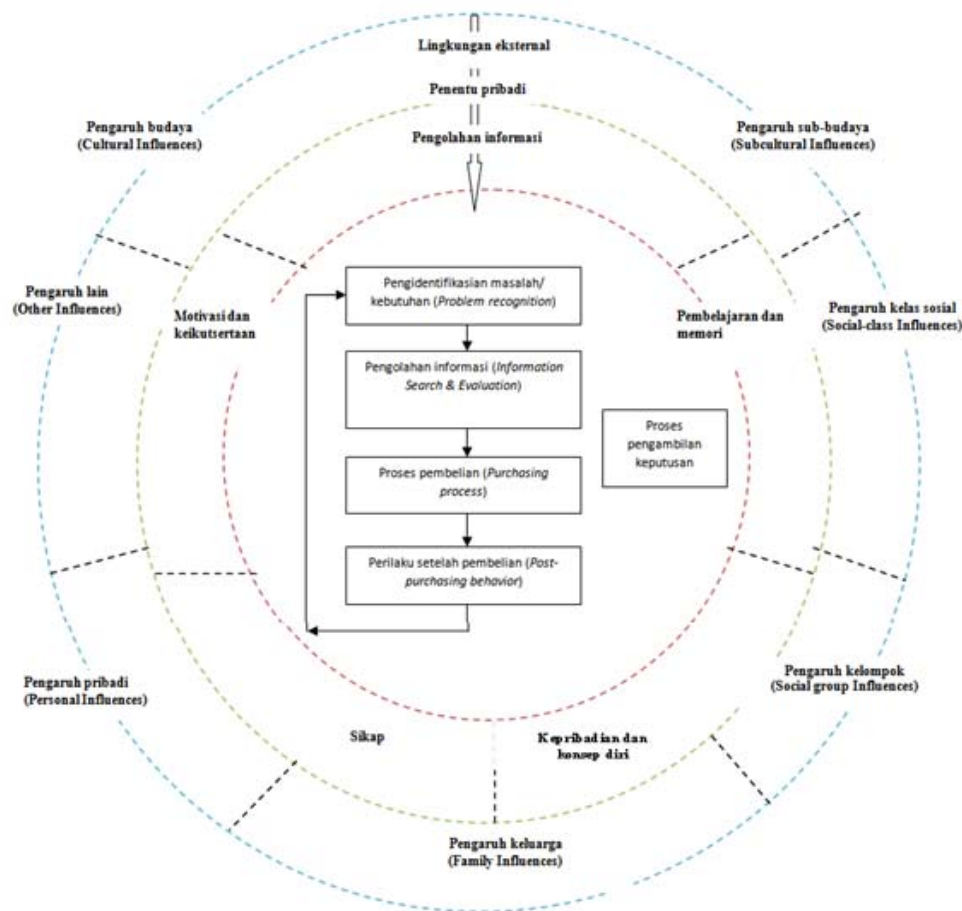 Lingkungan eksternal
Penentu pribadi
Pengolahan informasi
Pengaruh budaya
(Cultural Influences)
Pengaruh sub-budaya
(Subcultural Influences)
Pengaruh lain
(Other Influences)
Motivasi dan
keikutsertaan
Pengidentifikasian masalah/
kebutuhan (Problem recognition)
Pembelajaran dan
memori
Pengaruh kelas sosial
(Social-class Influences)
Pengolahan informasi (Information
Search & Evaluation)
Proses
pengambilan
keputusan
Proses pembelian (Purchasing
process)
Perilaku setelah pembelian (Post-
purchasing behavior)
Pengaruh pribadi
(Personal Influences)
Pengaruh kelompok
(Social group Influences)
Sikap
Kepribadian dan
konsep diri
Pengaruh keluarga
(Family Influences)